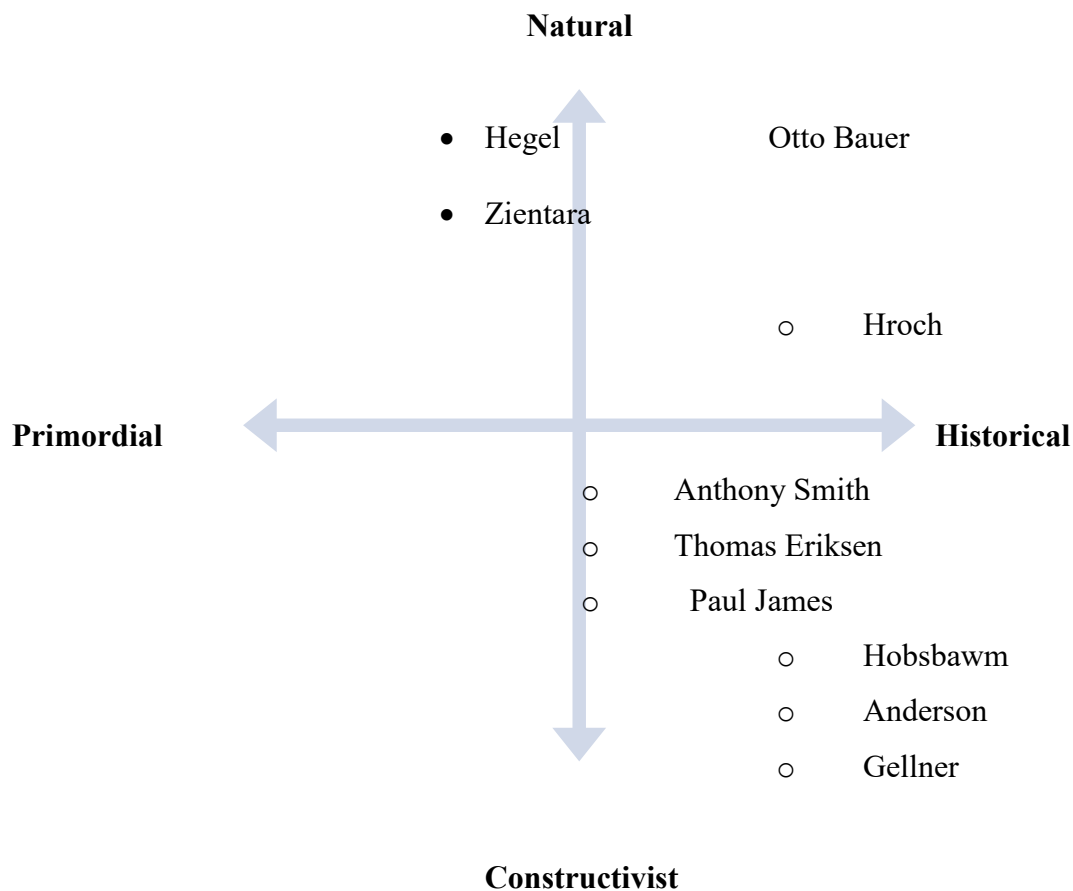 Natural
• Hegel Otto Bauer
• Zientara
o Hroch
Primordial Historical
o Anthony Smith
o Thomas Eriksen
o Paul James
o Hobsbawm
o Anderson
o Gellner
Constructivist